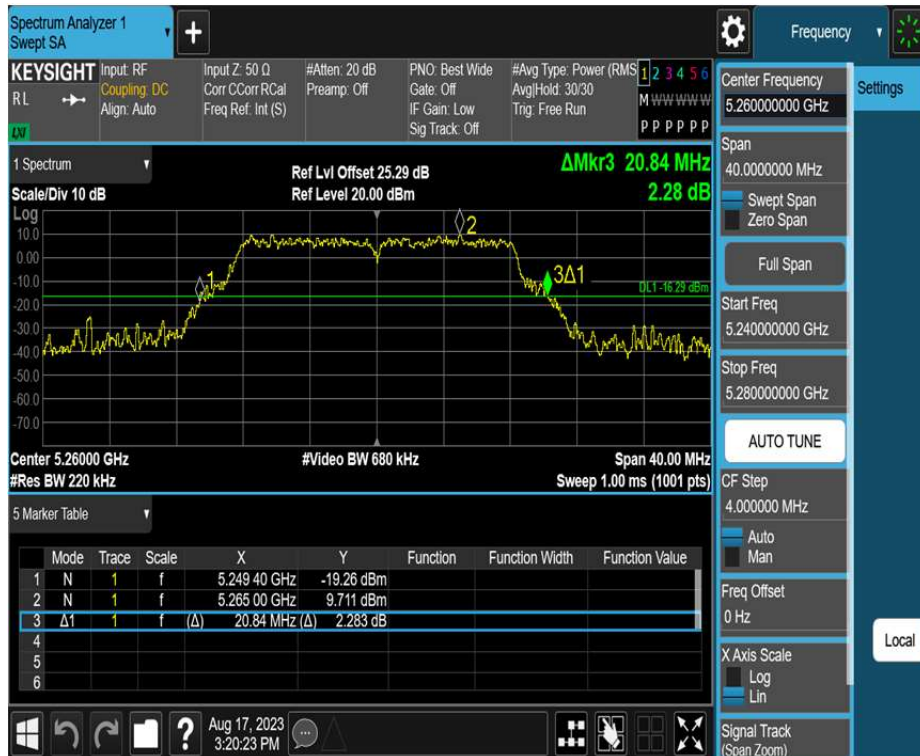 Spectrum Analyzer 1
Swept SA
+
Frequency
KEYSIGHT
R L
LXI
Input: RF
Coupling: DC
Align: Auto
Input Z: 50 Ω
Corr CCorr RCal
Freq Ref: Int (S)
#Atten: 20 dB
Preamp: Off
PNO: Best Wide
Gate: Off
IF Gain: Low
Sig Track: Off
#Avg Type: Power (RMS
Avg|Hold: 30/30
Trig: Free Run
1 2 3 4 5 6
M W W W W W
P P P P P P
1 Spectrum
Scale/Div 10 dB
Ref Lvl Offset 25.29 dB
Ref Level 20.00 dBm
ΔMkr3 20.84 MHz
2.28 dB
Log
10.0
0.00
-10.0
-20.0
-30.0
-40.0
-50.0
-60.0
-70.0
1
2
3Δ1
DL1 -16.29 dBm
Center 5.26000 GHz
#Res BW 220 kHz
#Video BW 680 kHz
Span 40.00 MHz
Sweep 1.00 ms (1001 pts)
5 Marker Table
Mode Trace Scale X Y Function Function Width Function Value
1 N 1 f 5.249 40 GHz -19.26 dBm
2 N 1 f 5.265 00 GHz 9.711 dBm
3 Δ1 1 f (Δ) 20.84 MHz (Δ) 2.283 dB
4
5
6
?
Aug 17, 2023
3:20:23 PM
Center Frequency
5.260000000 GHz
Span
40.0000000 MHz
Swept Span
Zero Span
Full Span
Start Freq
5.240000000 GHz
Stop Freq
5.280000000 GHz
AUTO TUNE
CF Step
4.000000 MHz
Auto
Man
Freq Offset
0 Hz
X Axis Scale
Log
Lin
Signal Track
(Span Zoom)
Settings
Local